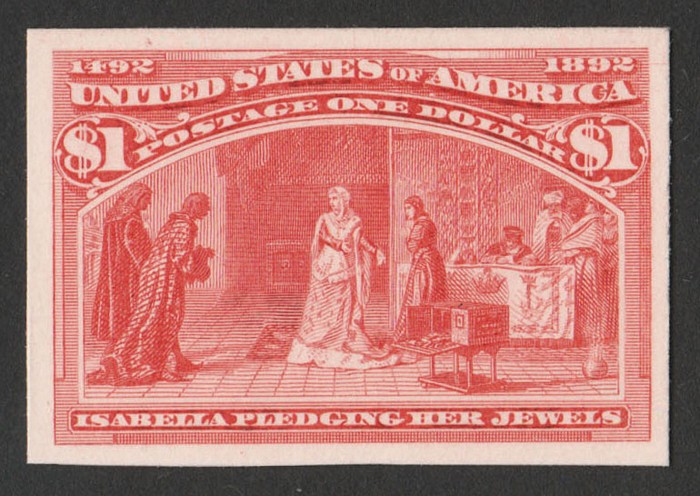 1492 1892
UNITED STATES OF AMERICA
POSTAGE ONE DOLLAR
$1 $1
ISABELLA PLEDGING HER JEWELS